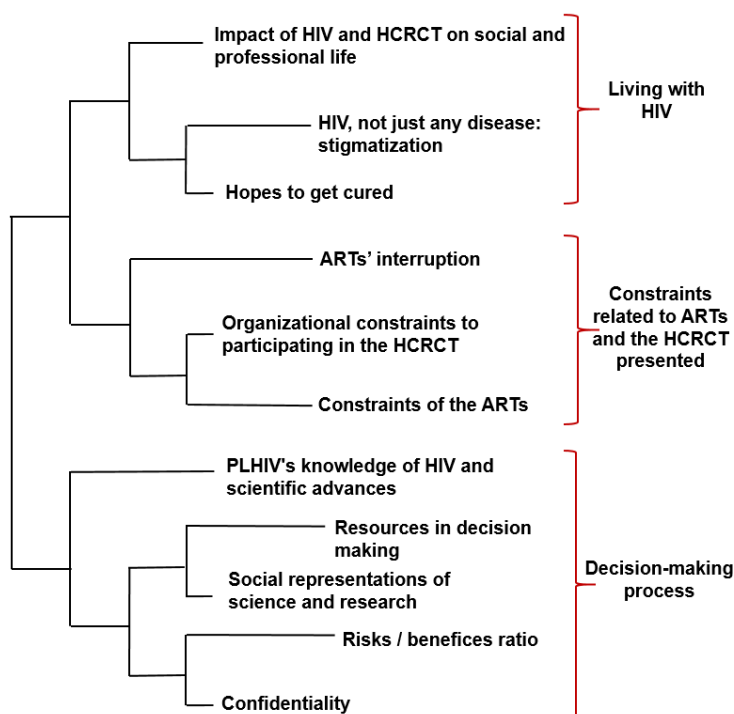 Impact of HIV and HCRCT on social and
professional life
HIV, not just any disease:
stigmatization
Hopes to get cured
Living with
HIV
ARTs' interruption
Organizational constraints to
participating in the HCRCT
Constraints of the ARTs
Constraints
related to ARTs
and the HCRCT
presented
PLHIV's knowledge of HIV and
scientific advances
Resources in decision
making
Social representations of
science and research
Risks / benefices ratio
Confidentiality
Decision-making
process